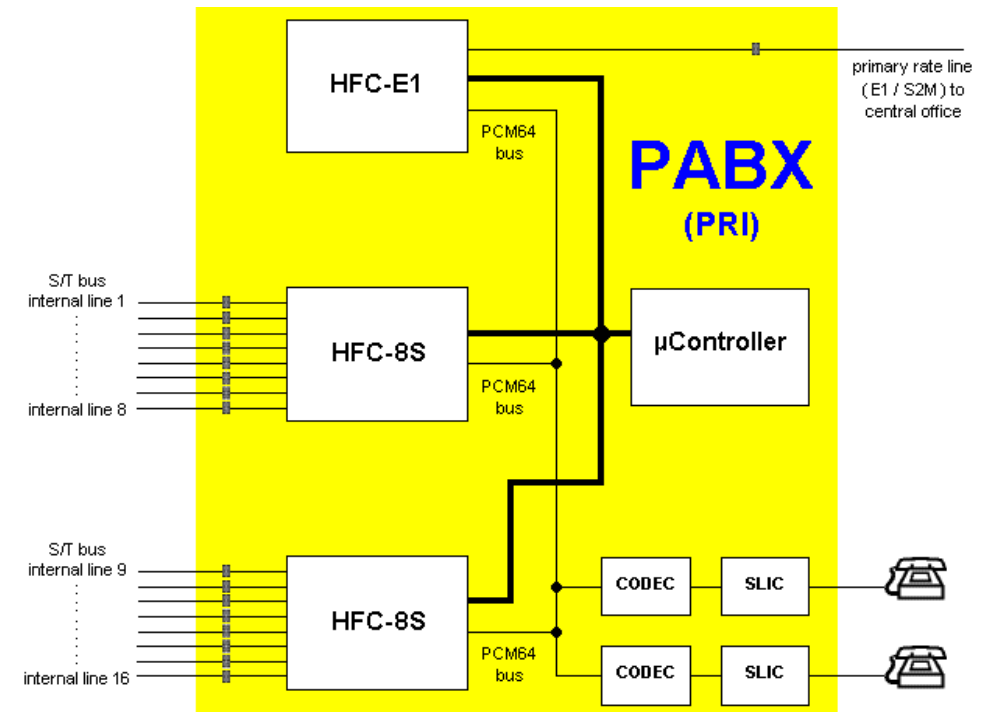 HFC-E1
primary rate line
( E1 / S2M ) to
central office
PCM64
bus
PABX
(PRI)
S/T bus
internal line 1
internal line 8
HFC-8S
PCM64
bus
µController
S/T bus
internal line 9
internal line 16
HFC-8S
PCM64
bus
CODEC
SLIC
CODEC
SLIC